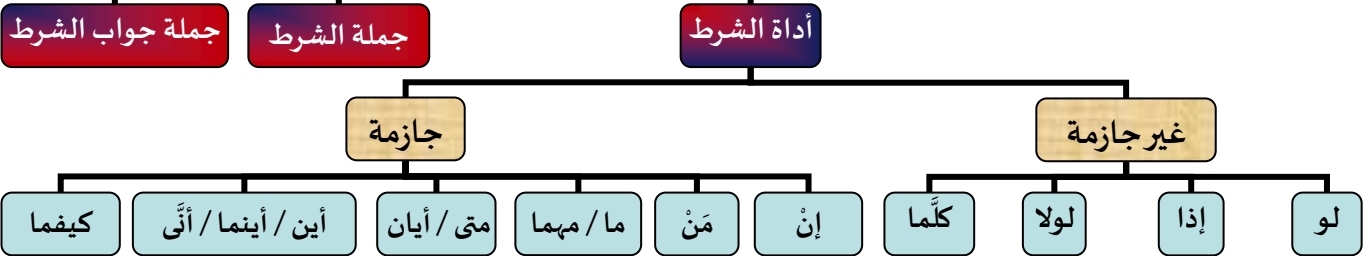 أداة الشرط
جملة الشرط
جملة جواب الشرط
غير جازمة
جازمة
لو
إذا
لولا
كلَّما
إنْ
مَنْ
ما / مهما
متى / أيان
أين / أينما / أنَّى
كيفما